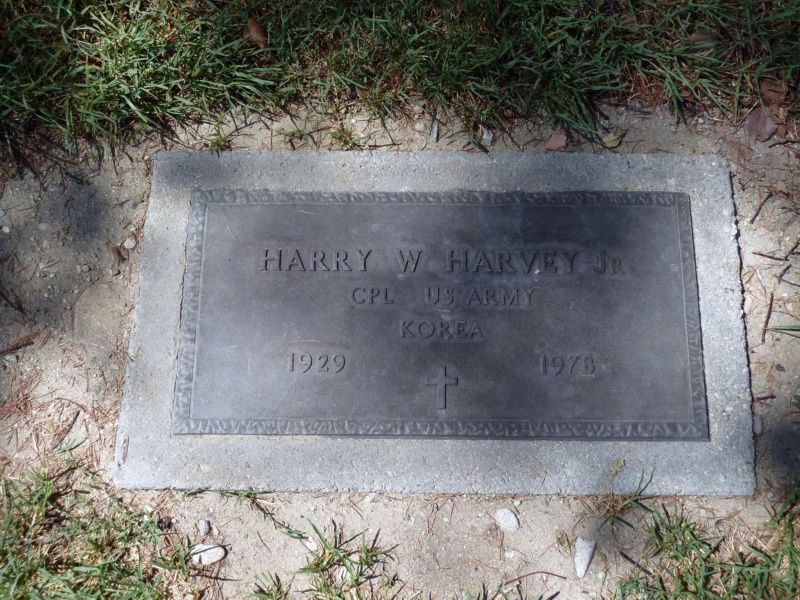 HARRY W HARVEY JR
CPL US ARMY
KOREA
1929 1978